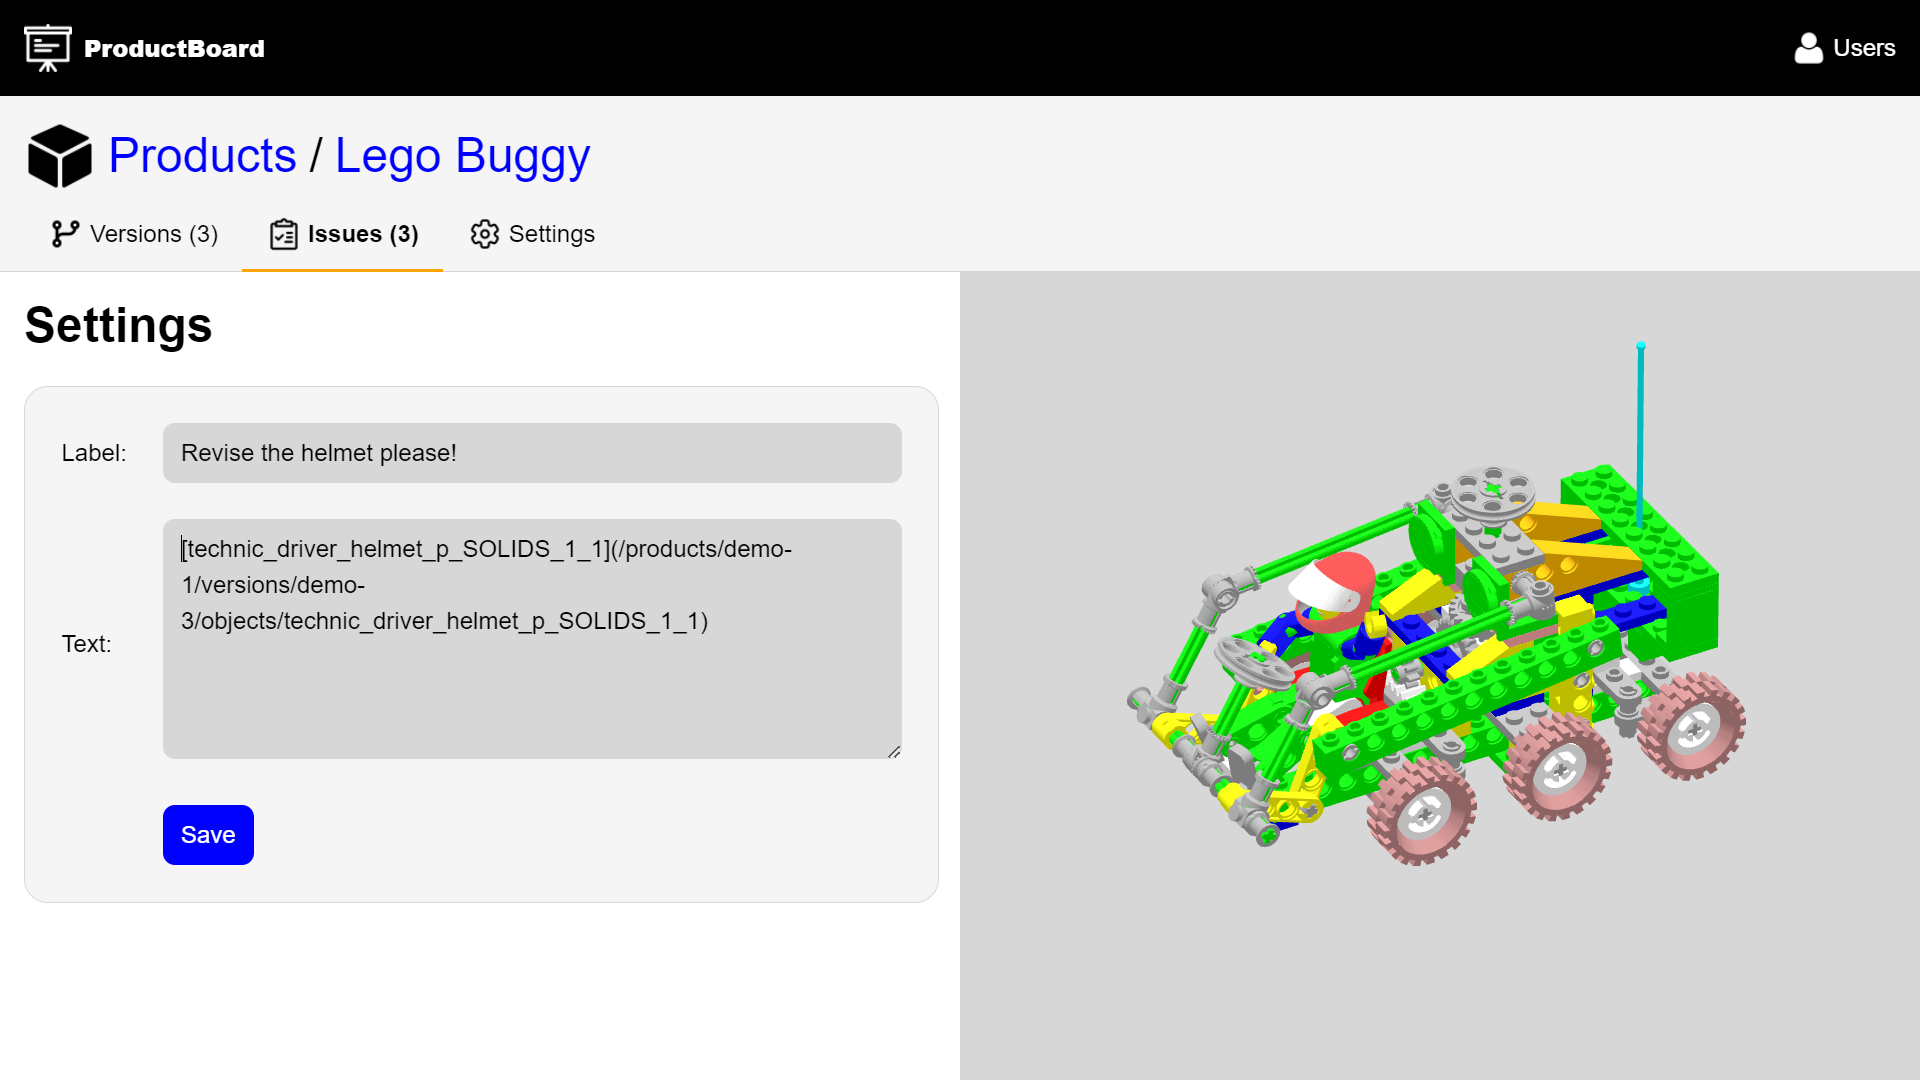 ProductBoard
Users
Products / Lego Buggy
Versions (3)
Issues (3)
Settings
Settings
Label:
Revise the helmet please!
Text:
[technic_driver_helmet_p_SOLIDS_1_1](/products/demo-
1/versions/demo-
3/objects/technic_driver_helmet_p_SOLIDS_1_1)
Save